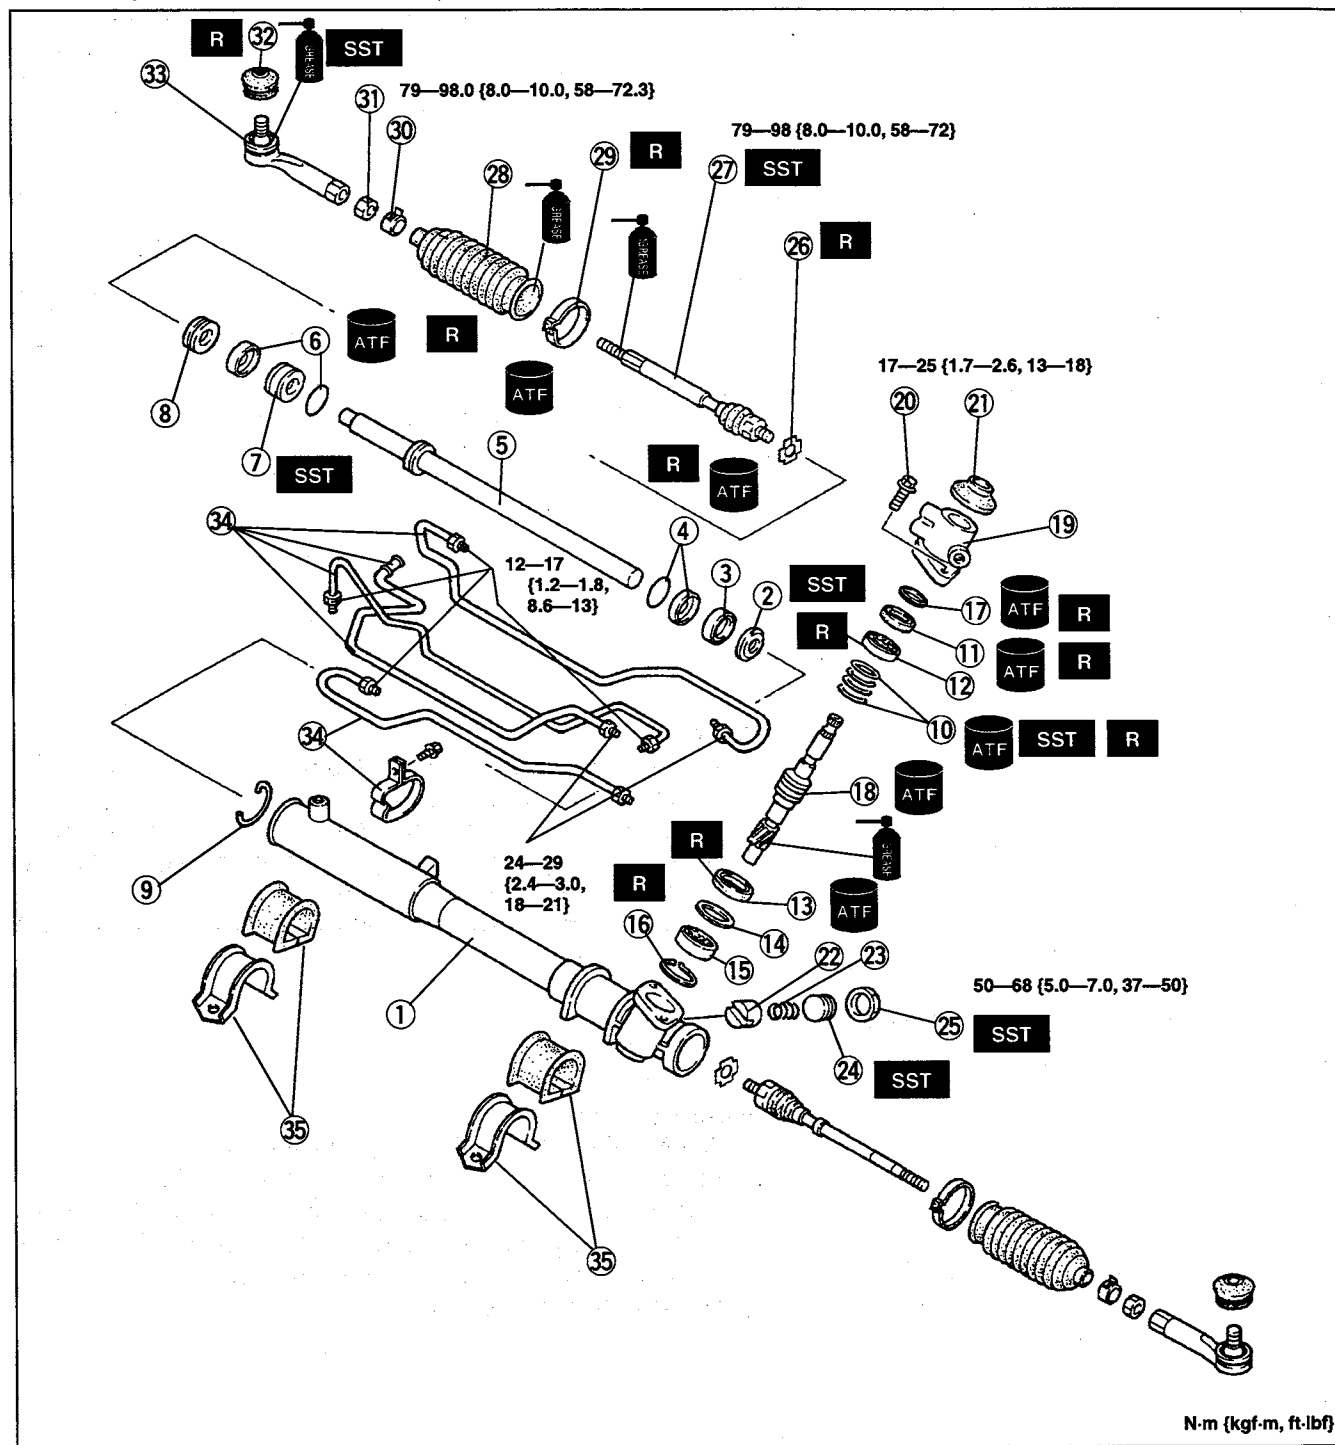 R
32
GREASE
SST
33
31
79—98.0 {8.0—10.0, 58—72.3}
30
79—98 {8.0—10.0, 58—72}
28
29
R
27
SST
GREASE
GREASE
26
R
6
ATF
R
ATF
17—25 {1.7—2.6, 13—18}
20
21
8
7
SST
5
R
ATF
19
34
4
12—17
{1.2—1.8,
8.6—13}
3
2
SST
R
17
ATF
R
11
ATF
R
12
10
ATF
SST
R
34
18
ATF
GREASE
9
24—29
{2.4—3.0,
18—21}
R
R
13
ATF
16
14
15
22
23
1
50—68 {5.0—7.0, 37—50}
25
SST
24
SST
35
35
N·m {kgf·m, ft·lbf}